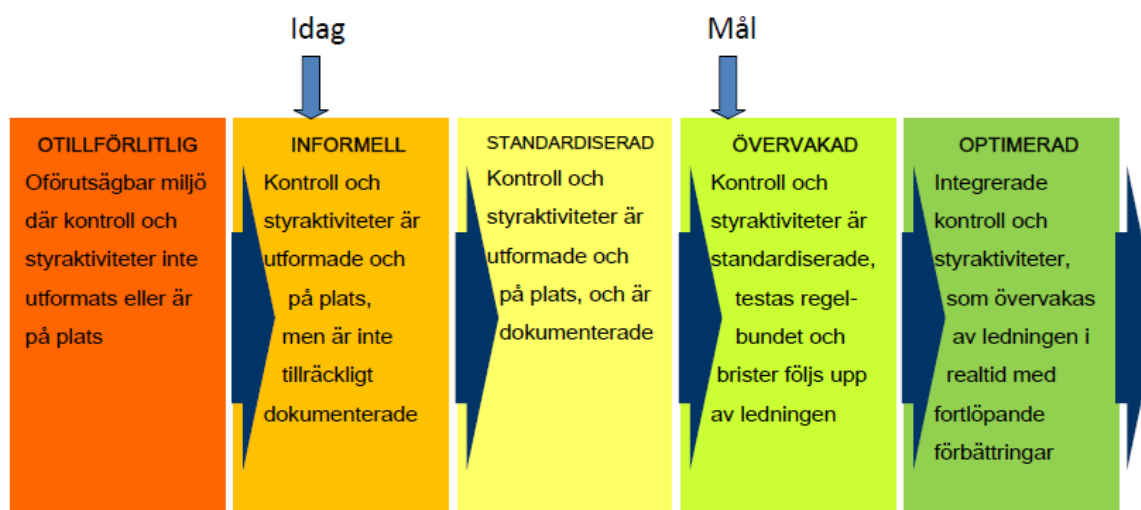 Idag
Mål
OTILLFÖRLITLIG
Oförutsägbar miljö
där kontroll och
styraktiviteter inte
utformats eller är
på plats
INFORMELL
Kontroll och
styraktiviteter är
utformade och
på plats,
men är inte
tillräckligt
dokumenterade
STANDARDISERAD
Kontroll och
styraktiviteter är
utformade och
på plats, och är
dokumenterade
ÖVERVAKAD
Kontroll och
styraktiviteter är
standardiserade,
testas regel-
bundet och
brister följs upp
av ledningen
OPTIMERAD
Integrerade
kontroll och
styraktiviteter,
som övervakas
av ledningen i
realtid med
fortlöpande
förbättringar